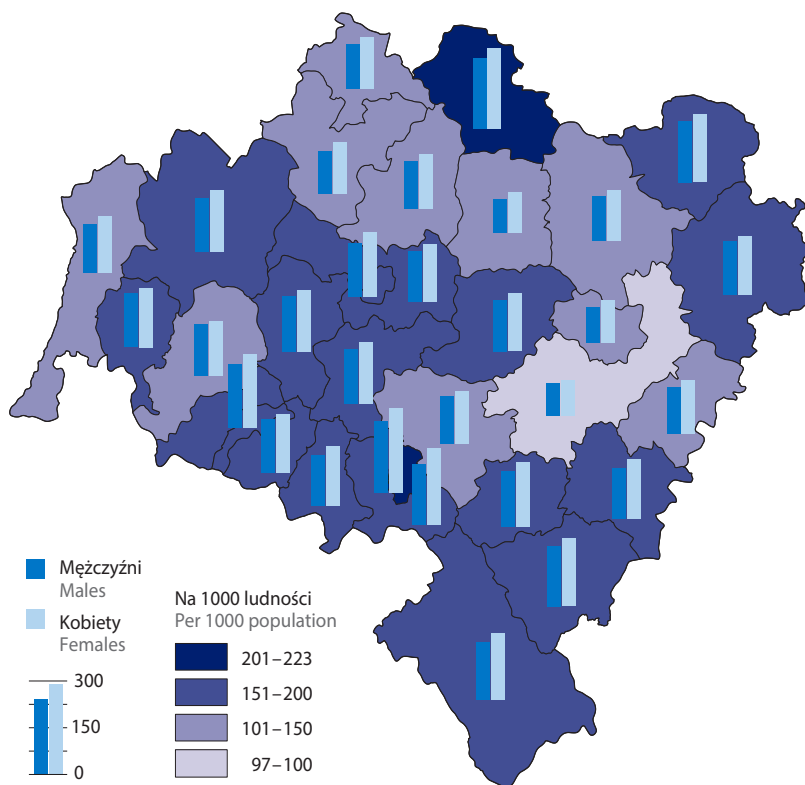 Mężczyźni
Males
Kobiety
Females
300
150
0
Na 1000 ludności
Per 1000 population
201–223
151–200
101–150
97–100